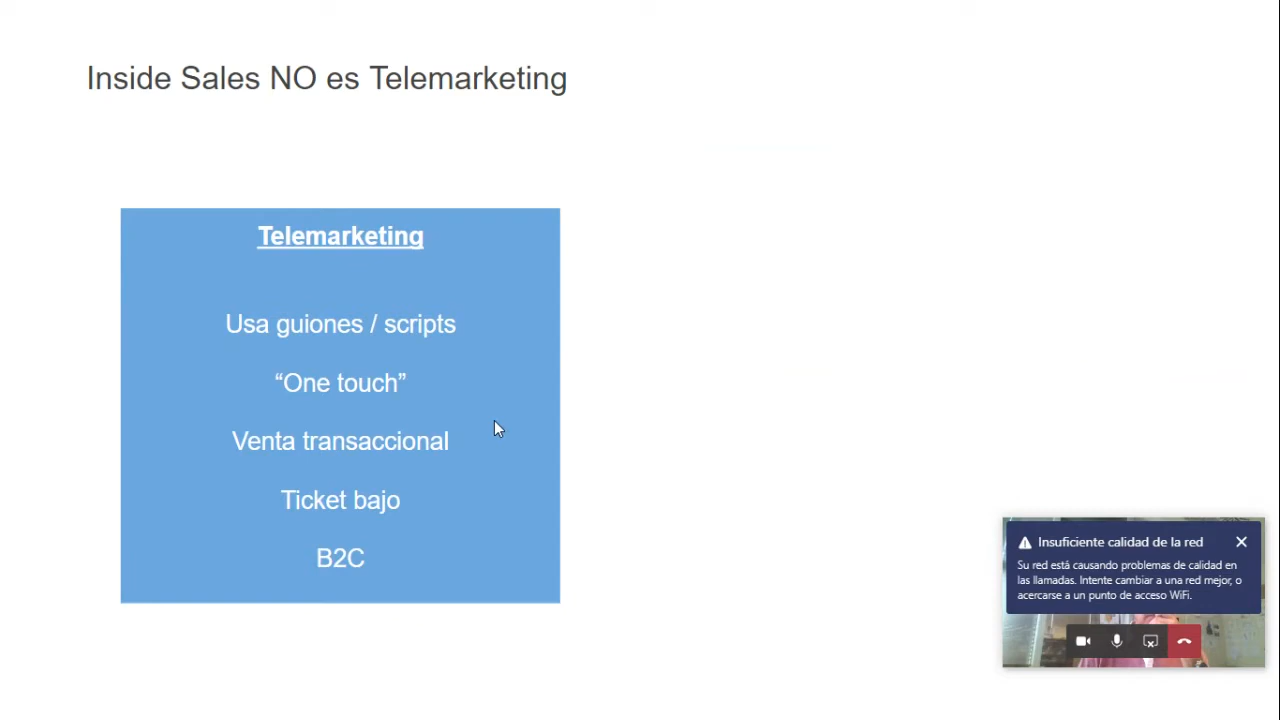 Inside Sales NO es Telemarketing
Telemarketing
Usa guiones / scripts
“One touch”
Venta transaccional
Ticket bajo
B2C
Insuficiente calidad de la red
Su red está causando problemas de calidad en
las llamadas. Intente cambiar a una red mejor, o
acercarse a un punto de acceso WiFi.